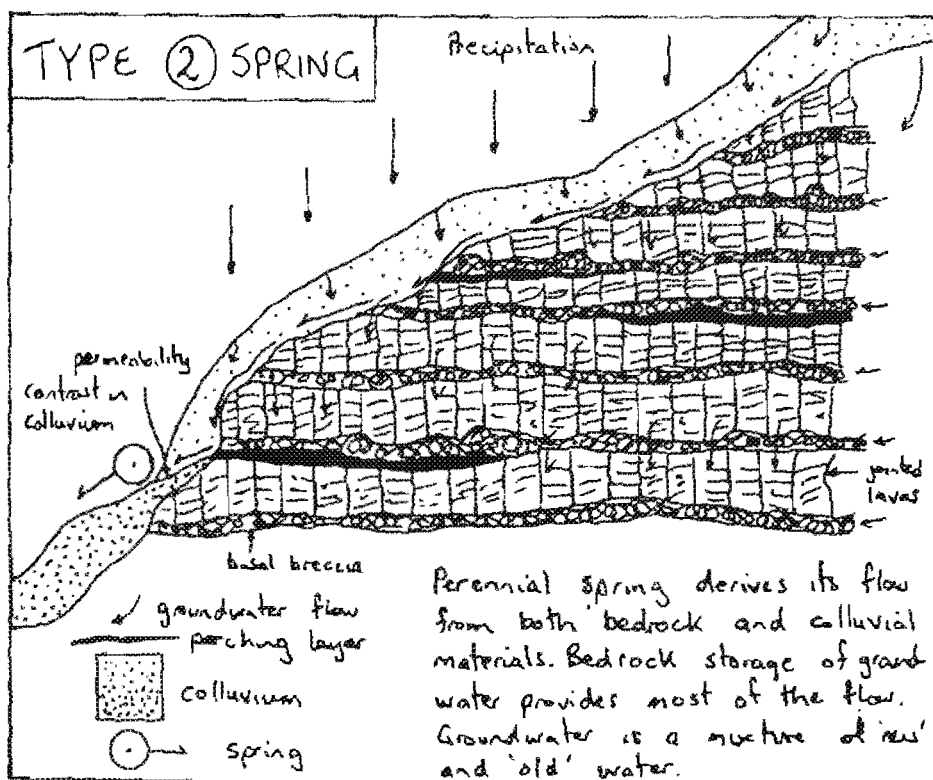 TYPE 2 SPRING
Precipitation
permeability
contrast in
colluvium
jointed
lavas
basal breccia
groundwater flow
perching layer
colluvium
spring
Perennial spring derives its flow
from both bedrock and colluvial
materials. Bedrock storage of ground
water provides most of the flow.
Groundwater is a mixture of 'new'
and 'old' water.